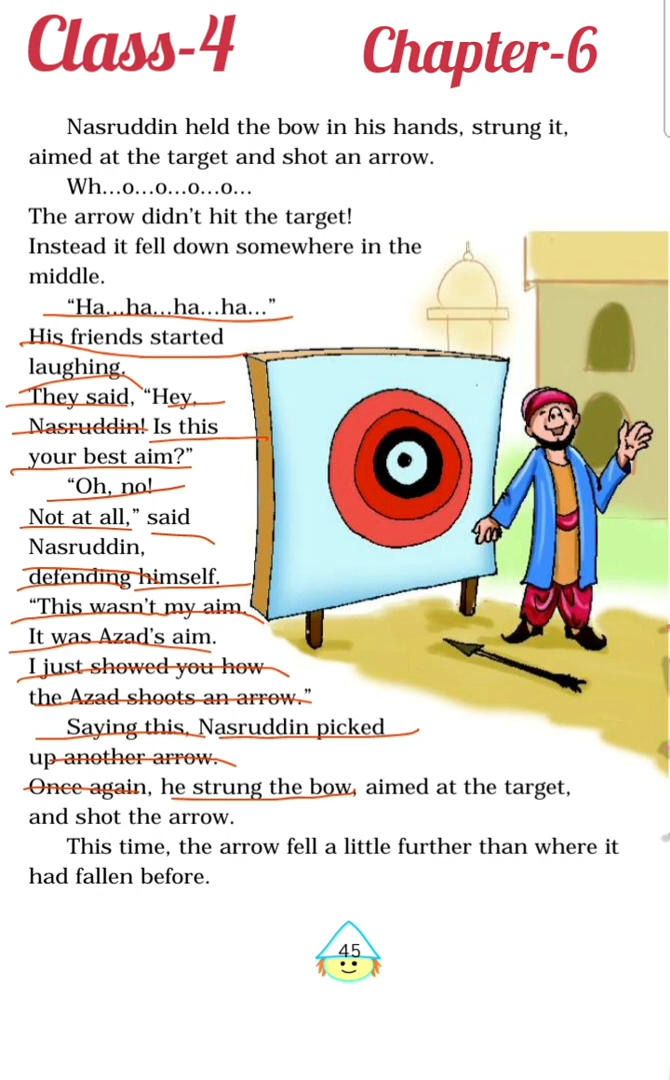 Class-4
Chapter-6
Nasruddin held the bow in his hands, strung it,
aimed at the target and shot an arrow.
Wh...o...o...o...o...
The arrow didn't hit the target!
Instead it fell down somewhere in the
middle.
“Ha...ha...ha...ha...”
His friends started
laughing.
They said, “Hey,
Nasruddin! Is this
your best aim?”
“Oh, no!
Not at all,” said
Nasruddin,
defending himself.
“This wasn't my aim.
It was Azad's aim.
I just showed you how
the Azad shoots an arrow.”
Saying this, Nasruddin picked
up another arrow.
Once again, he strung the bow, aimed at the target,
and shot the arrow.
This time, the arrow fell a little further than where it
had fallen before.
45